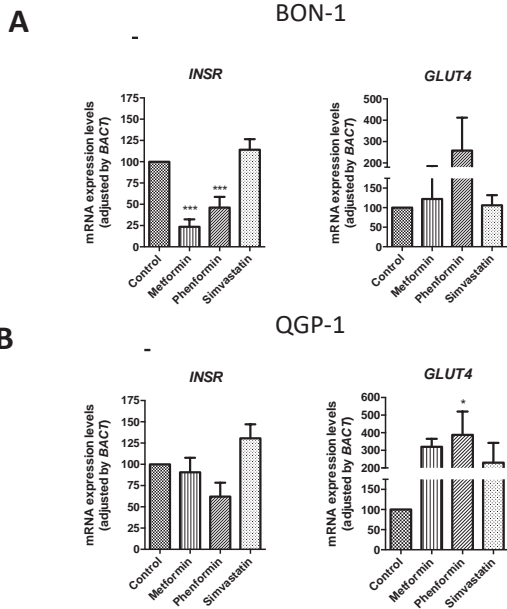 A
BON-1
-
INSR
mRNA expression levels
(adjusted by BACT)
175
125
100
75
50
25
0
***
***
Control
Metformin
Phenformin
Simvastatin
GLUT4
mRNA expression levels
(adjusted by BACT)
500
400
300
200
150
100
50
0
Control
Metformin
Phenformin
Simvastatin
B
QGP-1
-
INSR
mRNA expression levels
(adjusted by BACT)
175
125
100
75
50
25
0
Control
Metformin
Phenformin
Simvastatin
GLUT4
mRNA expression levels
(adjusted by BACT)
600
500
400
300
200
150
100
50
0
*
Control
Metformin
Phenformin
Simvastatin